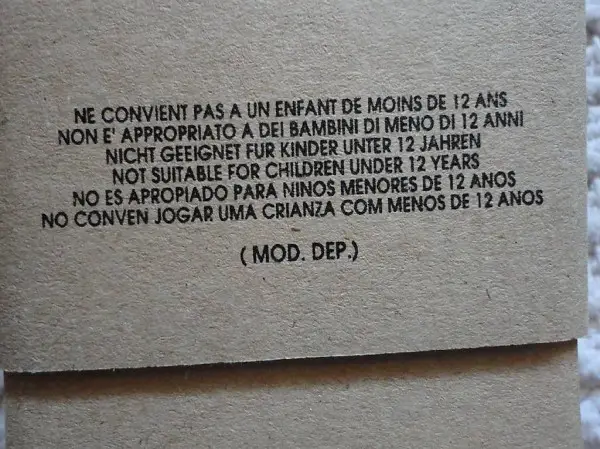 NE CONVIENT PAS A UN ENFANT DE MOINS DE 12 ANS
NON E' APPROPRIATO A DEI BAMBINI DI MENO DI 12 ANNI
NICHT GEEIGNET FUR KINDER UNTER 12 JAHREN
NOT SUITABLE FOR CHILDREN UNDER 12 YEARS
NO ES APROPIADO PARA NINOS MENORES DE 12 ANOS
NO CONVEN JOGAR UMA CRIANZA COM MENOS DE 12 ANOS
(MOD. DEP.)